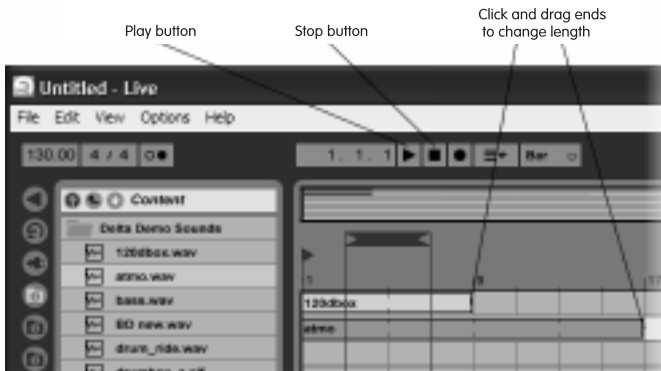 Click and drag ends
Play button Stop button to change length
Untitled - Live
File Edit View Options Help
130.00 4 / 4 1. 1. 1 Bar
Content
1 9 17
Delta Demo Sounds
120dbox.wav
atmo.wav
bass.wav
120dbox
BD new.wav
atmo
drum_ride.wav